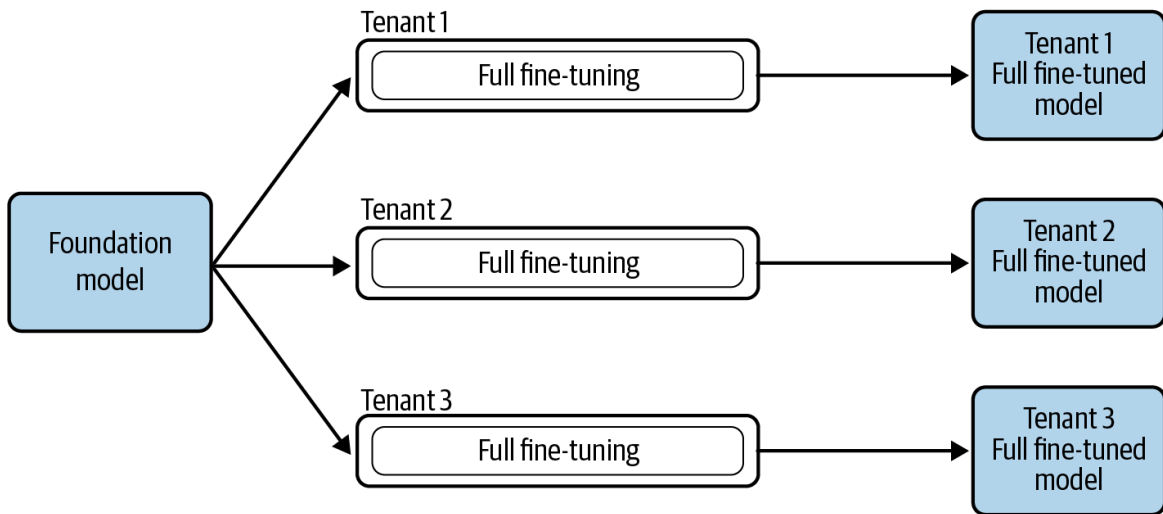 Tenant 1
Full fine-tuning
Tenant 1
Full fine-tuned
model
Foundation
model
Tenant 2
Full fine-tuning
Tenant 2
Full fine-tuned
model
Tenant 3
Full fine-tuning
Tenant 3
Full fine-tuned
model